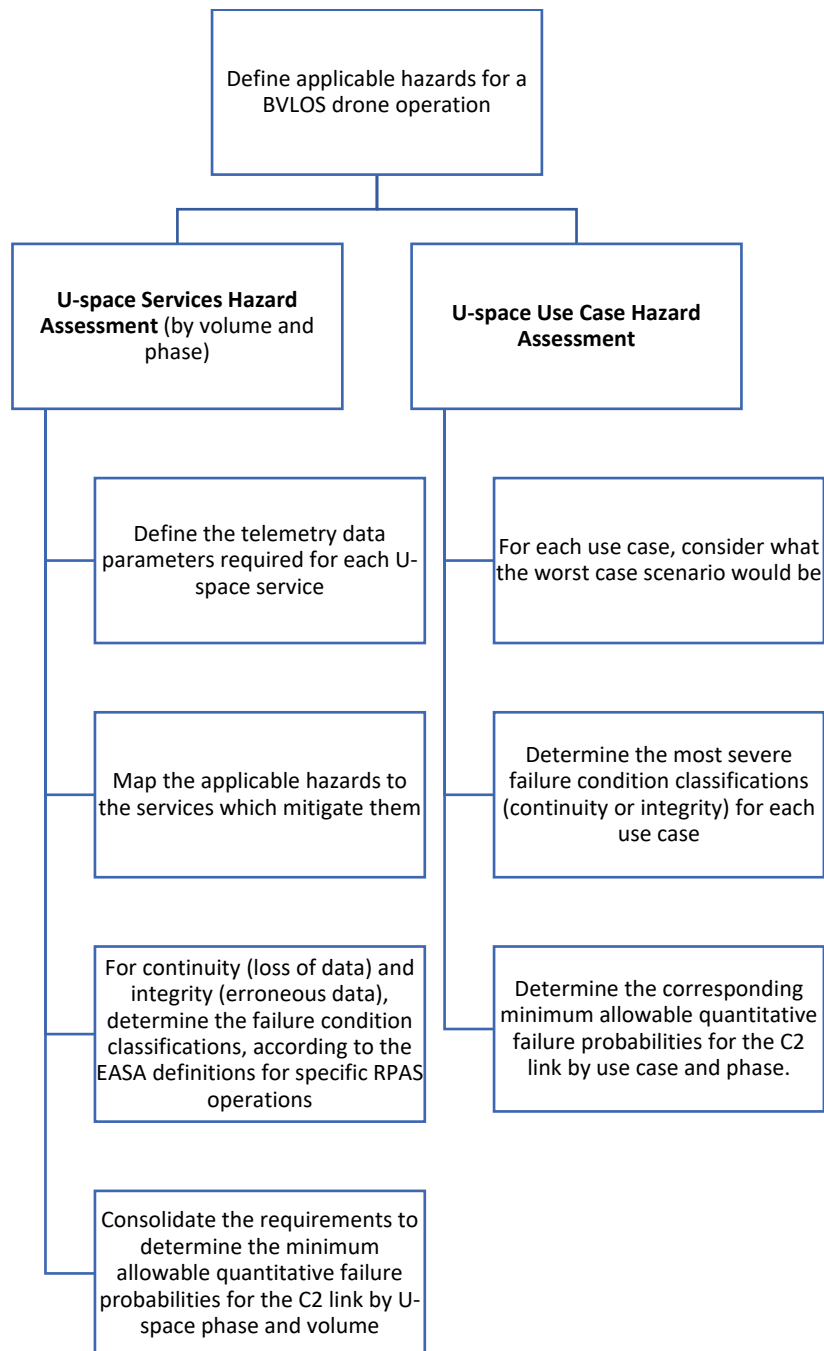 Define applicable hazards for a
BVLOS drone operation
U-space Services Hazard
Assessment (by volume and
phase)
U-space Use Case Hazard
Assessment
Define the telemetry data
parameters required for each U-
space service
For each use case, consider what
the worst case scenario would be
Map the applicable hazards to
the services which mitigate them
Determine the most severe
failure condition classifications
(continuity or integrity) for each
use case
For continuity (loss of data) and
integrity (erroneous data),
determine the failure condition
classifications, according to the
EASA definitions for specific RPAS
operations
Determine the corresponding
minimum allowable quantitative
failure probabilities for the C2
link by use case and phase.
Consolidate the requirements to
determine the minimum
allowable quantitative failure
probabilities for the C2 link by U-
space phase and volume